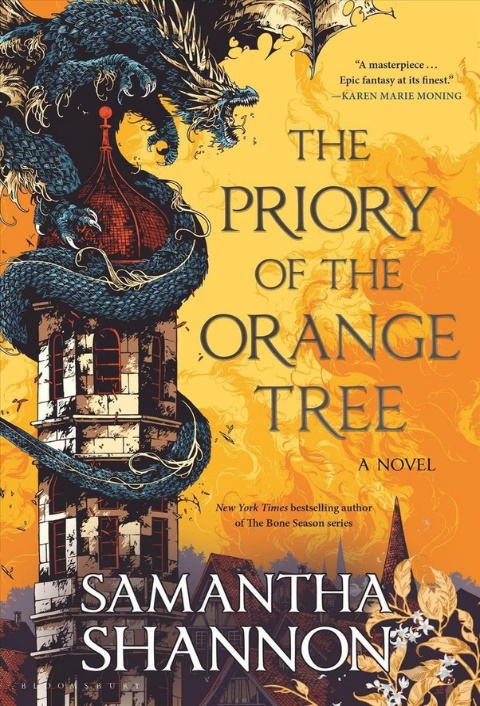 “A masterpiece . . .
Epic fantasy at its finest.”
—KAREN MARIE MONING
THE
PRIORY
OF THE
ORANGE
TREE
A NOVEL
New York Times bestselling author
of The Bone Season series
SAMANTHA
SHANNON
BLOOMSBURY